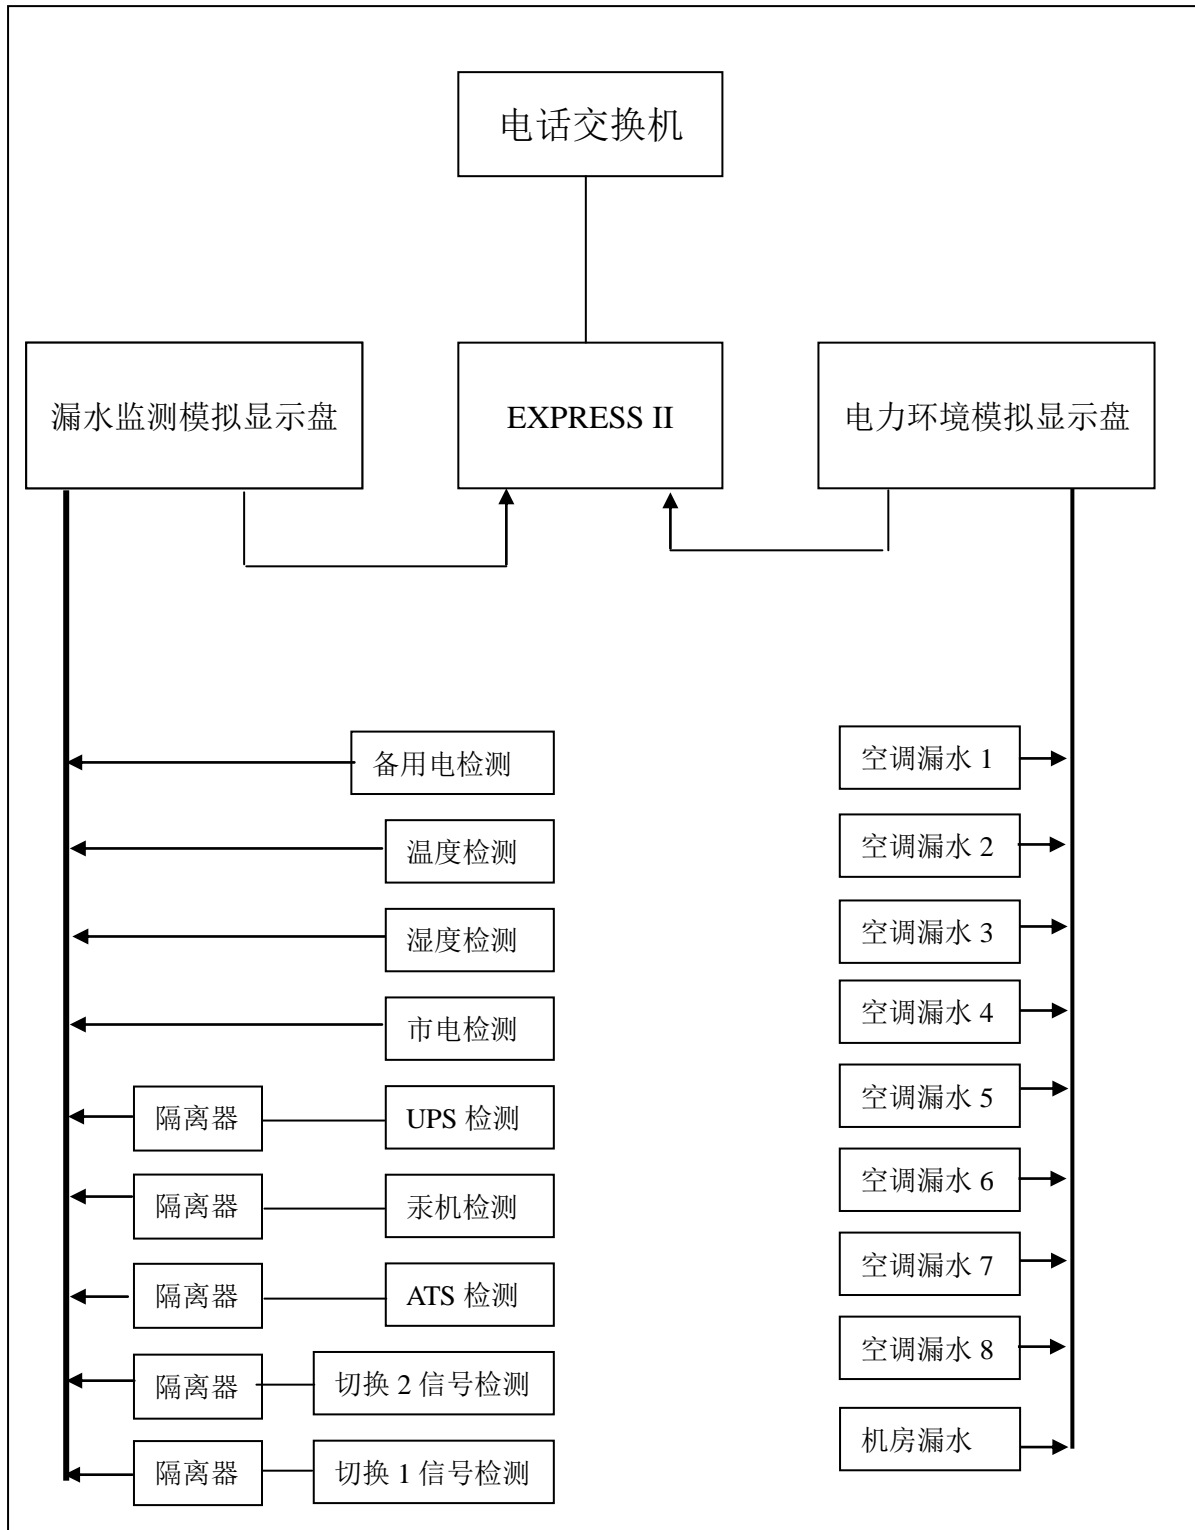 电话交换机
漏水监测模拟显示盘
EXPRESS II
电力环境模拟显示盘
备用电检测
空调漏水 1
温度检测
空调漏水 2
湿度检测
空调漏水 3
市电检测
空调漏水 4
隔离器
UPS 检测
空调漏水 5
隔离器
汞机检测
空调漏水 6
隔离器
ATS 检测
空调漏水 7
隔离器
切换 2 信号检测
空调漏水 8
隔离器
切换 1 信号检测
机房漏水